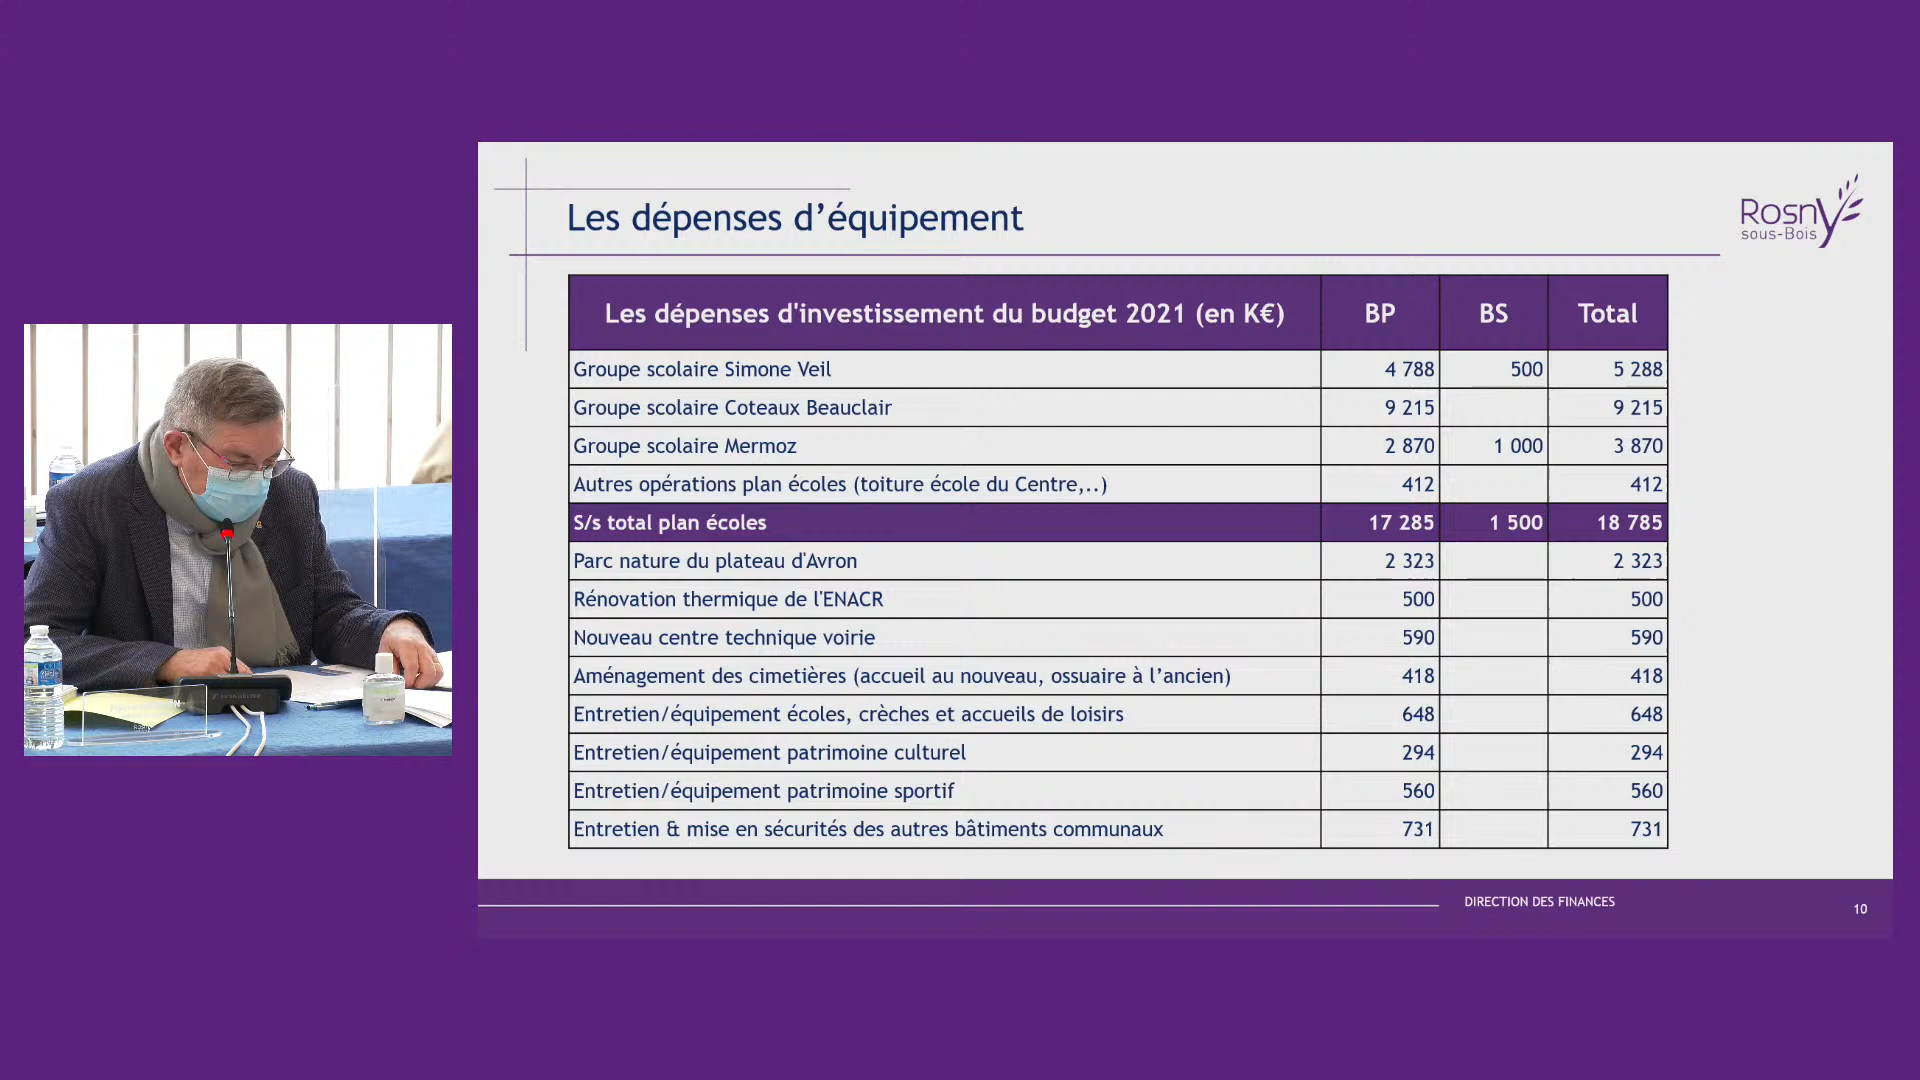 Les dépenses d’équipement
Rosny
sous-Bois
Les dépenses d'investissement du budget 2021 (en K€) BP BS Total
Groupe scolaire Simone Veil 4 788 500 5 288
Groupe scolaire Coteaux Beauclair 9 215 9 215
Groupe scolaire Mermoz 2 870 1 000 3 870
Autres opérations plan écoles (toiture école du Centre,..) 412 412
S/s total plan écoles 17 285 1 500 18 785
Parc nature du plateau d'Avron 2 323 2 323
Rénovation thermique de l'ENACR 500 500
Nouveau centre technique voirie 590 590
Aménagement des cimetières (accueil au nouveau, ossuaire à l’ancien) 418 418
Entretien/équipement écoles, crèches et accueils de loisirs 648 648
Entretien/équipement patrimoine culturel 294 294
Entretien/équipement patrimoine sportif 560 560
Entretien & mise en sécurités des autres bâtiments communaux 731 731
DIRECTION DES FINANCES
10